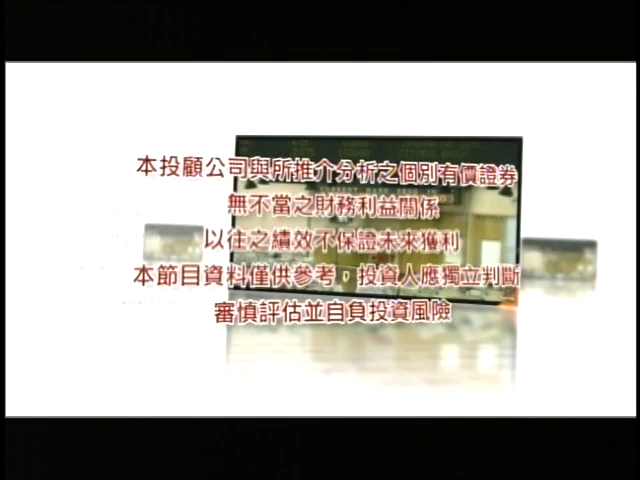 本投顧公司與所推介分析之個別有價證券
無不當之財務利益關係
以往之績效不保證未來獲利
本節目資料僅供參考，投資人應獨立判斷
審慎評估並自負投資風險